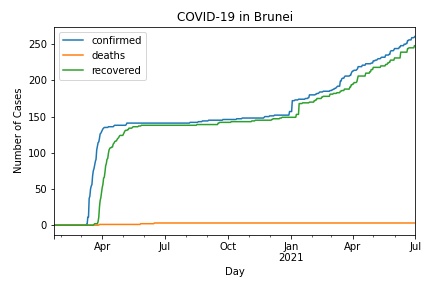 COVID-19 in Brunei
confirmed
deaths
recovered
Number of Cases
250
200
150
100
50
0
Apr
Jul
Oct
Jan
2021
Apr
Jul
Day